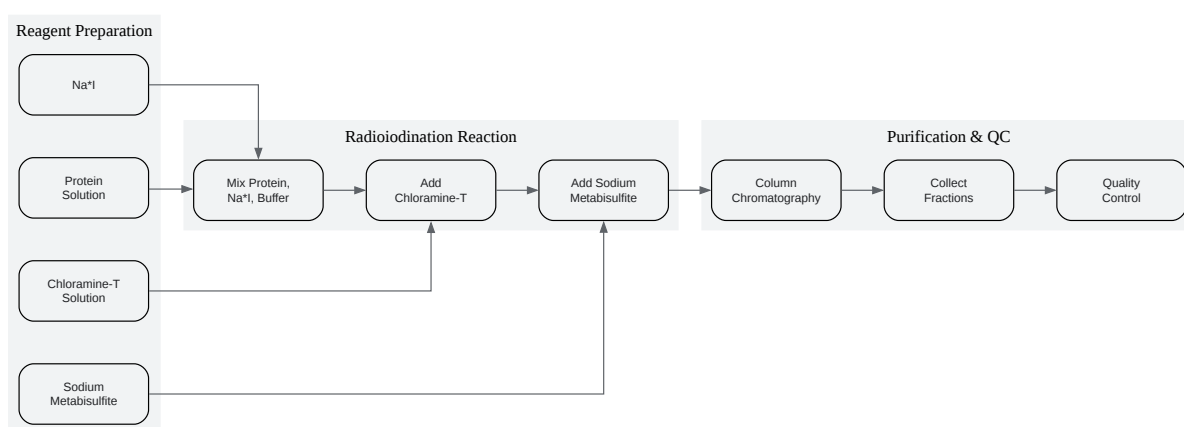 Reagent Preparation
Na*I
Protein
Solution
Chloramine-T
Solution
Sodium
Metabisulfite
Radioiodination Reaction
Mix Protein,
Na*I, Buffer
Add
Chloramine-T
Add Sodium
Metabisulfite
Purification & QC
Column
Chromatography
Collect
Fractions
Quality
Control